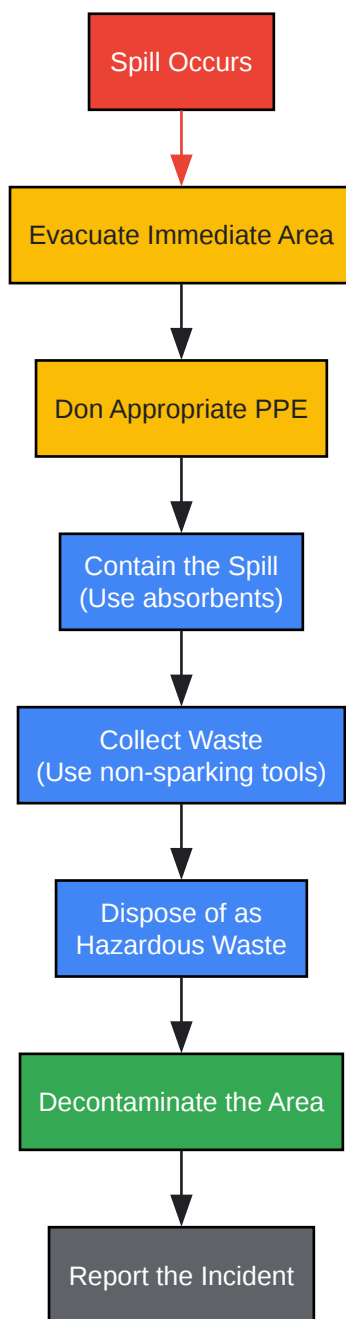 Spill Occurs
Evacuate Immediate Area
Don Appropriate PPE
Contain the Spill
(Use absorbents)
Collect Waste
(Use non-sparking tools)
Dispose of as
Hazardous Waste
Decontaminate the Area
Report the Incident